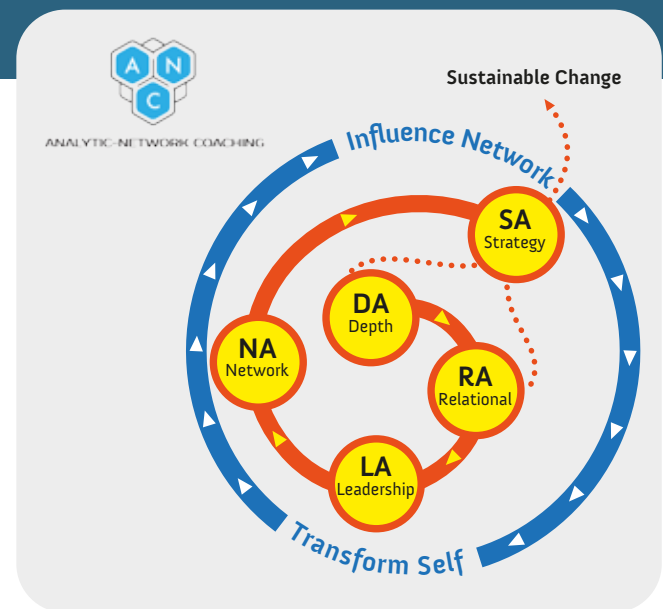 A N
C
ANALYTIC-NETWORK COACHING
Sustainable Change
Influence Network
SA
Strategy
DA
Depth
NA
Network
RA
Relational
LA
Leadership
Transform Self